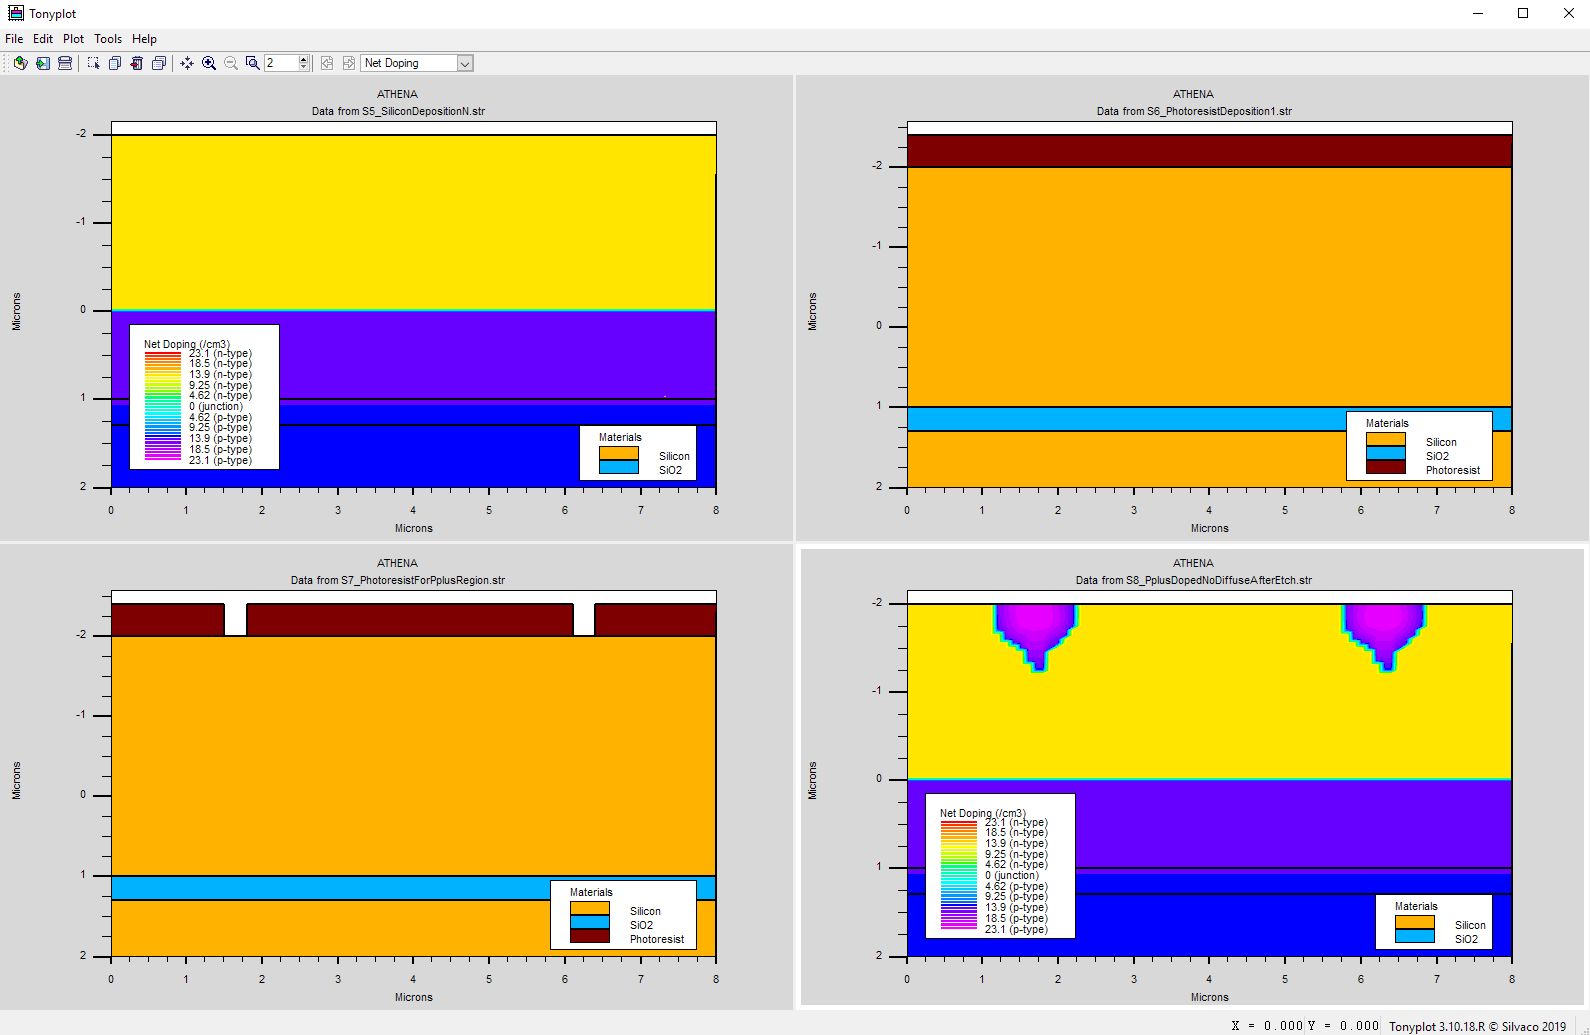 Tonyplot
File Edit Plot Tools Help
2 Net Doping
ATHENA
Data from S5_SiliconDepositionN.str
-2
-1
0
1
2
Microns
Net Doping (/cm3)
23.1 (n-type)
18.5 (n-type)
13.9 (n-type)
9.25 (n-type)
4.62 (n-type)
0 (junction)
4.62 (p-type)
9.25 (p-type)
13.9 (p-type)
18.5 (p-type)
23.1 (p-type)
Materials
Silicon
SiO2
0 1 2 3 4 5 6 7 8
Microns
ATHENA
Data from S6_PhotoresistDeposition1.str
-2
-1
0
1
2
Microns
Materials
Silicon
SiO2
Photoresist
0 1 2 3 4 5 6 7 8
Microns
ATHENA
Data from S7_PhotoresistForPplusRegion.str
-2
-1
0
1
2
Microns
Materials
Silicon
SiO2
Photoresist
0 1 2 3 4 5 6 7 8
Microns
ATHENA
Data from S8_PplusDopedNoDiffuseAfterEtch.str
-2
-1
0
1
2
Microns
Net Doping (/cm3)
23.1 (n-type)
18.5 (n-type)
13.9 (n-type)
9.25 (n-type)
4.62 (n-type)
0 (junction)
4.62 (p-type)
9.25 (p-type)
13.9 (p-type)
18.5 (p-type)
23.1 (p-type)
Materials
Silicon
SiO2
0 1 2 3 4 5 6 7 8
Microns
X = 0.000 Y = 0.000 Tonyplot 3.10.18.R © Silvaco 2019